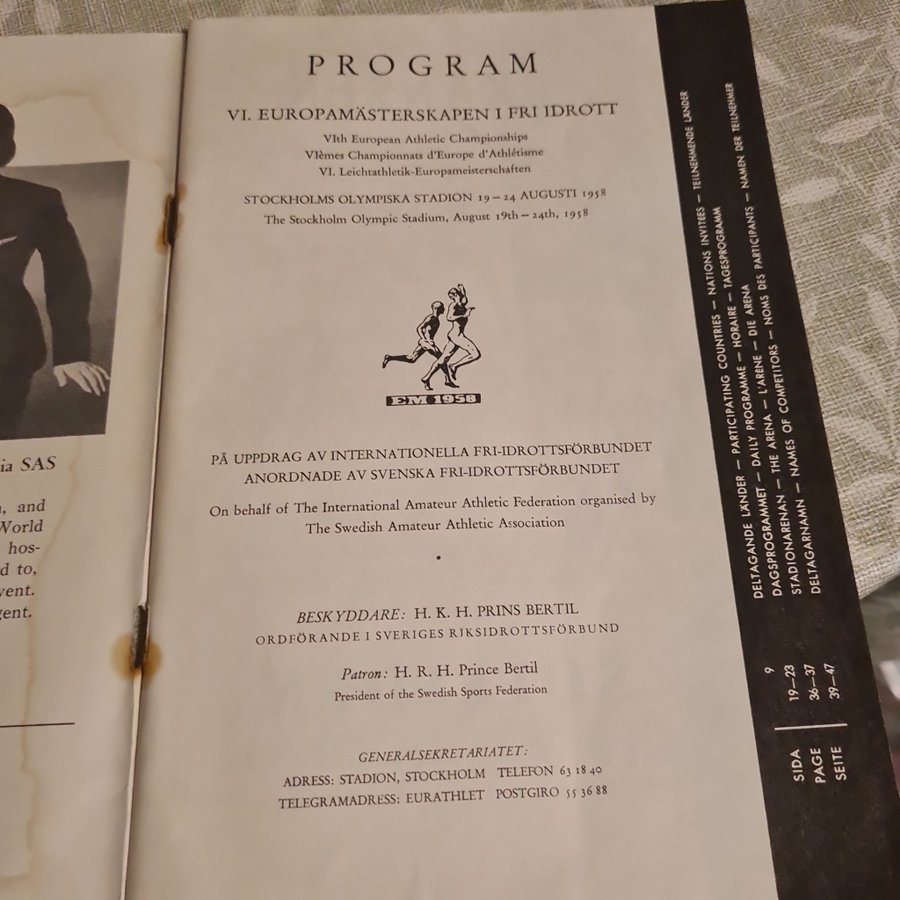 ia SAS
, and
World
hos-
d to,
vent.
gent.
PROGRAM
VI. EUROPAMÄSTERSKAPEN I FRI IDROTT
VIth European Athletic Championships
VIèmes Championnats d'Europe d'Athlétisme
VI. Leichtathletik-Europameisterschaften
STOCKHOLMS OLYMPISKA STADION 19—24 AUGUSTI 1958
The Stockholm Olympic Stadium, August 19th—24th, 1958
EM 1958
PÅ UPPDRAG AV INTERNATIONELLA FRI-IDROTTSFÖRBUNDET
ANORDNADE AV SVENSKA FRI-IDROTTSFÖRBUNDET
On behalf of The International Amateur Athletic Federation organised by
The Swedish Amateur Athletic Association
BESKYDDARE: H. K. H. PRINS BERTIL
ORDFÖRANDE I SVERIGES RIKSIDROTTSFÖRBUND
Patron: H. R. H. Prince Bertil
President of the Swedish Sports Federation
GENERALSEKRETARIATET:
ADRESS: STADION, STOCKHOLM TELEFON 63 18 40
TELEGRAMADRESS: EURATHLET POSTGIRO 55 36 88
SIDA
PAGE
SEITE
9 DELTAGANDE LÄNDER — PARTICIPATING COUNTRIES — NATIONS INVITEES — TEILNEHMENDE LÄNDER
19—23 DAGSPROGRAMMET — DAILY PROGRAMME — HORAIRE — TAGESPROGRAMM
36—37 STADIONARENAN — THE ARENA — L'ARÈNE — DIE ARENA
39—47 DELTAGARNAMN — NAMES OF COMPETITORS — NOMS DES PARTICIPANTS — NAMEN DER TEILNEHMER